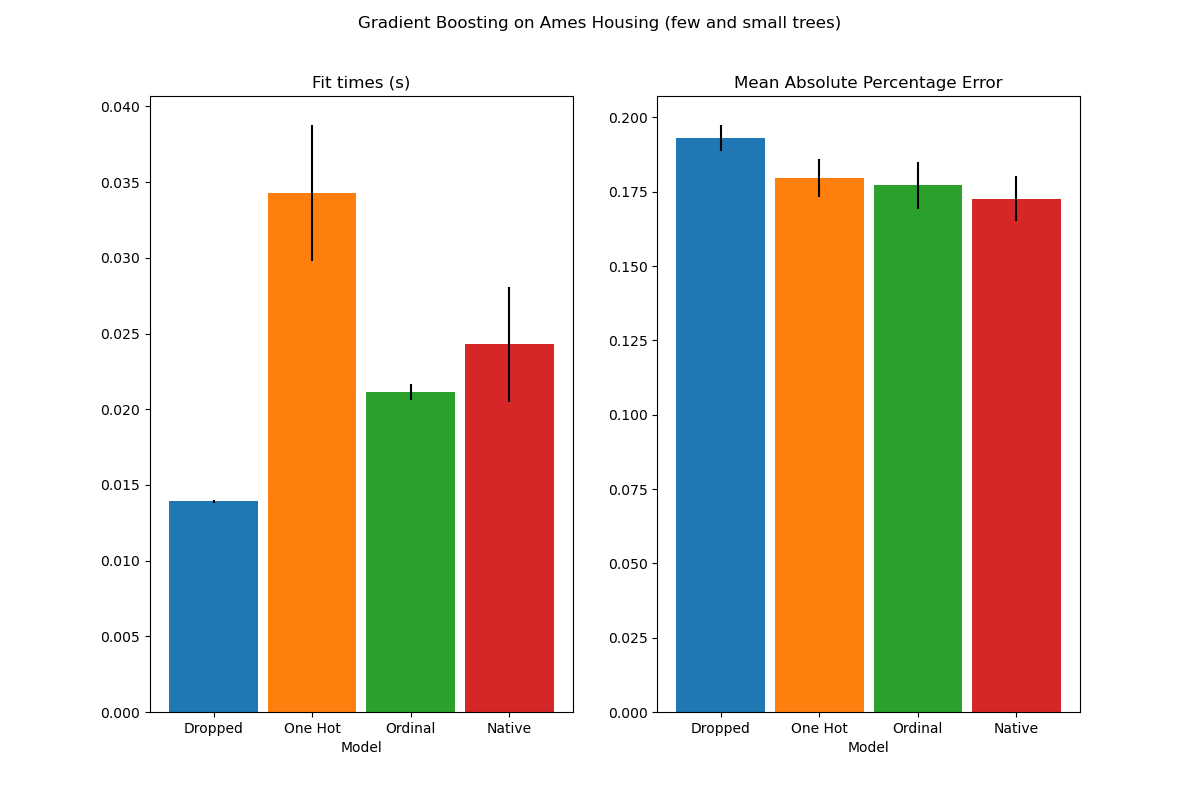 Gradient Boosting on Ames Housing (few and small trees)
Fit times (s)
0.040
0.035
0.030
0.025
0.020
0.015
0.010
0.005
0.000
Dropped One Hot Ordinal Native
Model
Mean Absolute Percentage Error
0.200
0.175
0.150
0.125
0.100
0.075
0.050
0.025
0.000
Dropped One Hot Ordinal Native
Model